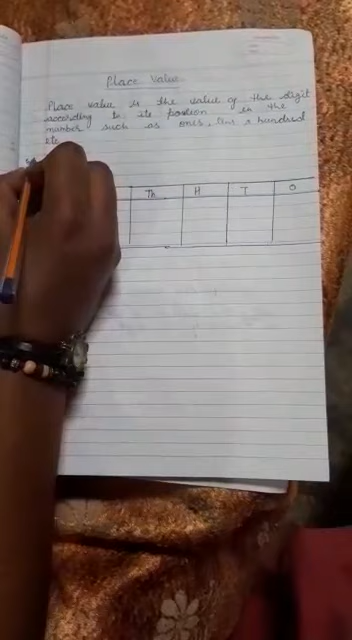 Place Value
Place value is the value of the digit
according to its position in the
number such as ones, tens & hundred
etc
Th H T O